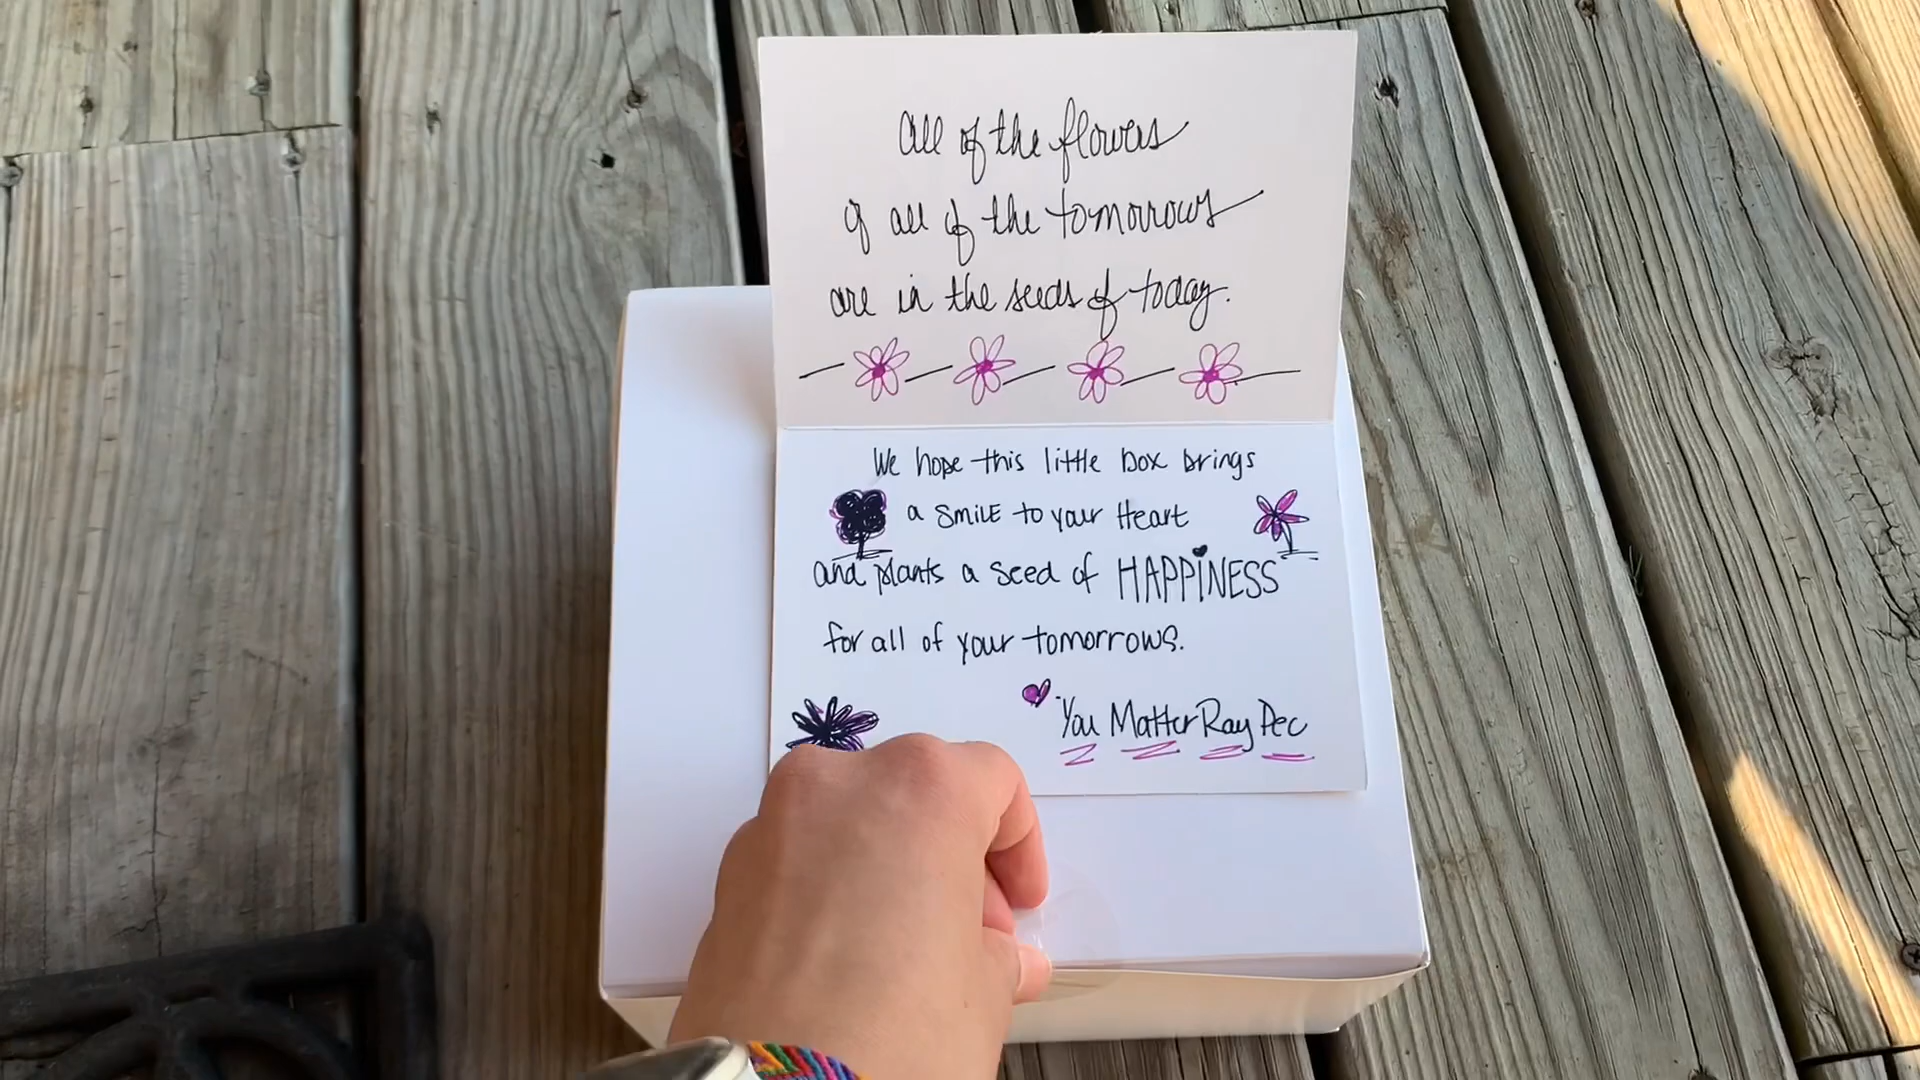 All of the flowers
of all of the tomorrows
are in the seeds of today.
We hope this little box brings
a SMiLE to your Heart
and plants a seed of HAPPiNESS
for all of your tomorrows.
You Matter Ray Pec